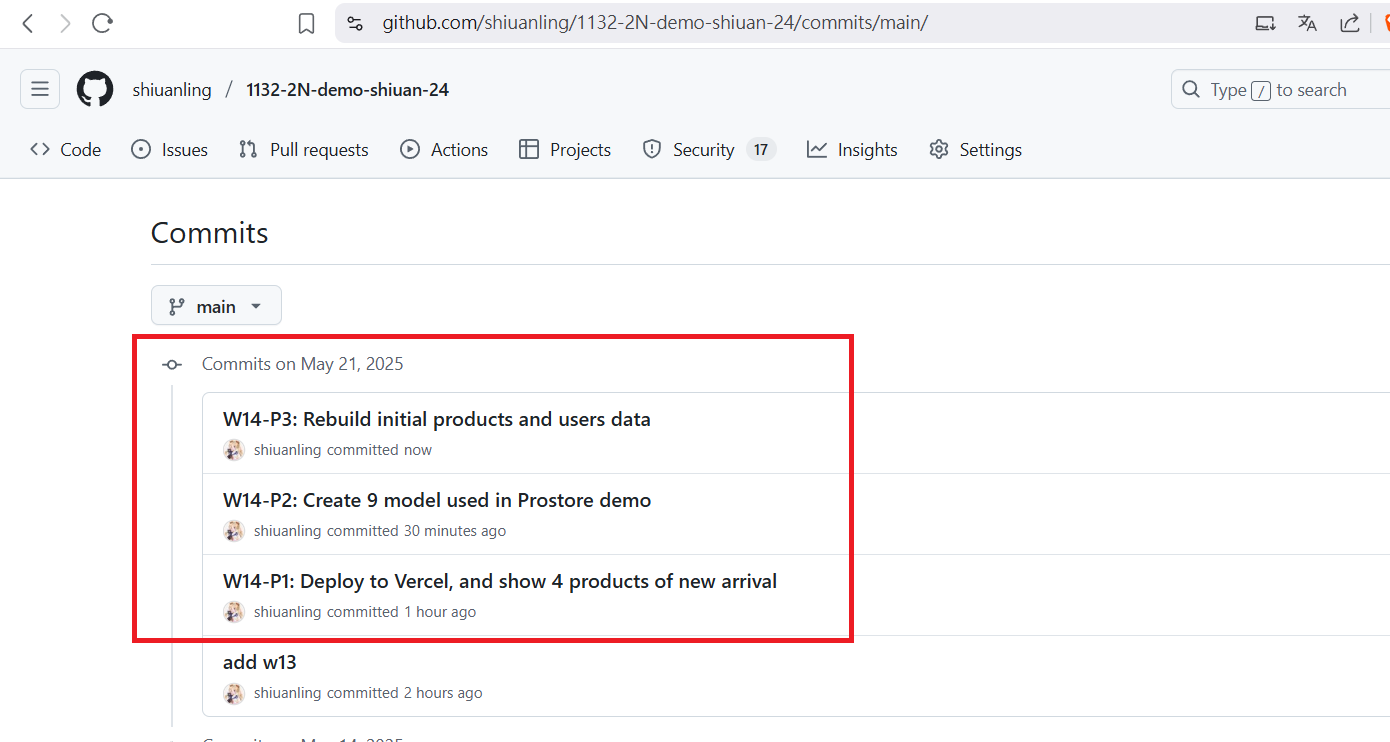 github.com/shiuanling/1132-2N-demo-shiuan-24/commits/main/
shiuanling / 1132-2N-demo-shiuan-24
Type / to search
Code Issues Pull requests Actions Projects Security 17 Insights Settings
Commits
main
Commits on May 21, 2025
W14-P3: Rebuild initial products and users data
shiuanling committed now
W14-P2: Create 9 model used in Prostore demo
shiuanling committed 30 minutes ago
W14-P1: Deploy to Vercel, and show 4 products of new arrival
shiuanling committed 1 hour ago
add w13
shiuanling committed 2 hours ago